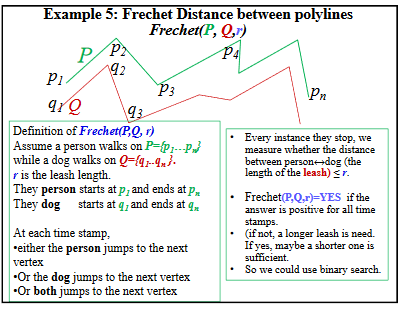 Example 5: Frechet Distance between polylines
Frechet(P, Q,r)
P
p1
p2
p3
p4
pn
q1
Q
q2
q3
Definition of Frechet(P,Q, r)
Assume a person walks on P={p1…pn}
while a dog walks on Q={q1..qn}.
r is the leash length.
They person starts at p1 and ends at pn
They dog starts at q1 and ends at qn
At each time stamp,
•either the person jumps to the next
vertex
•Or the dog jumps to the next vertex
•Or both jumps to the next vertex
• Every instance they stop, we
measure whether the distance
between person↔dog (the
length of the leash) ≤ r.
• Frechet(P,Q,r)=YES if the
answer is positive for all time
stamps.
• (if not, a longer leash is need.
If yes, maybe a shorter one is
sufficient.
• So we could use binary search.